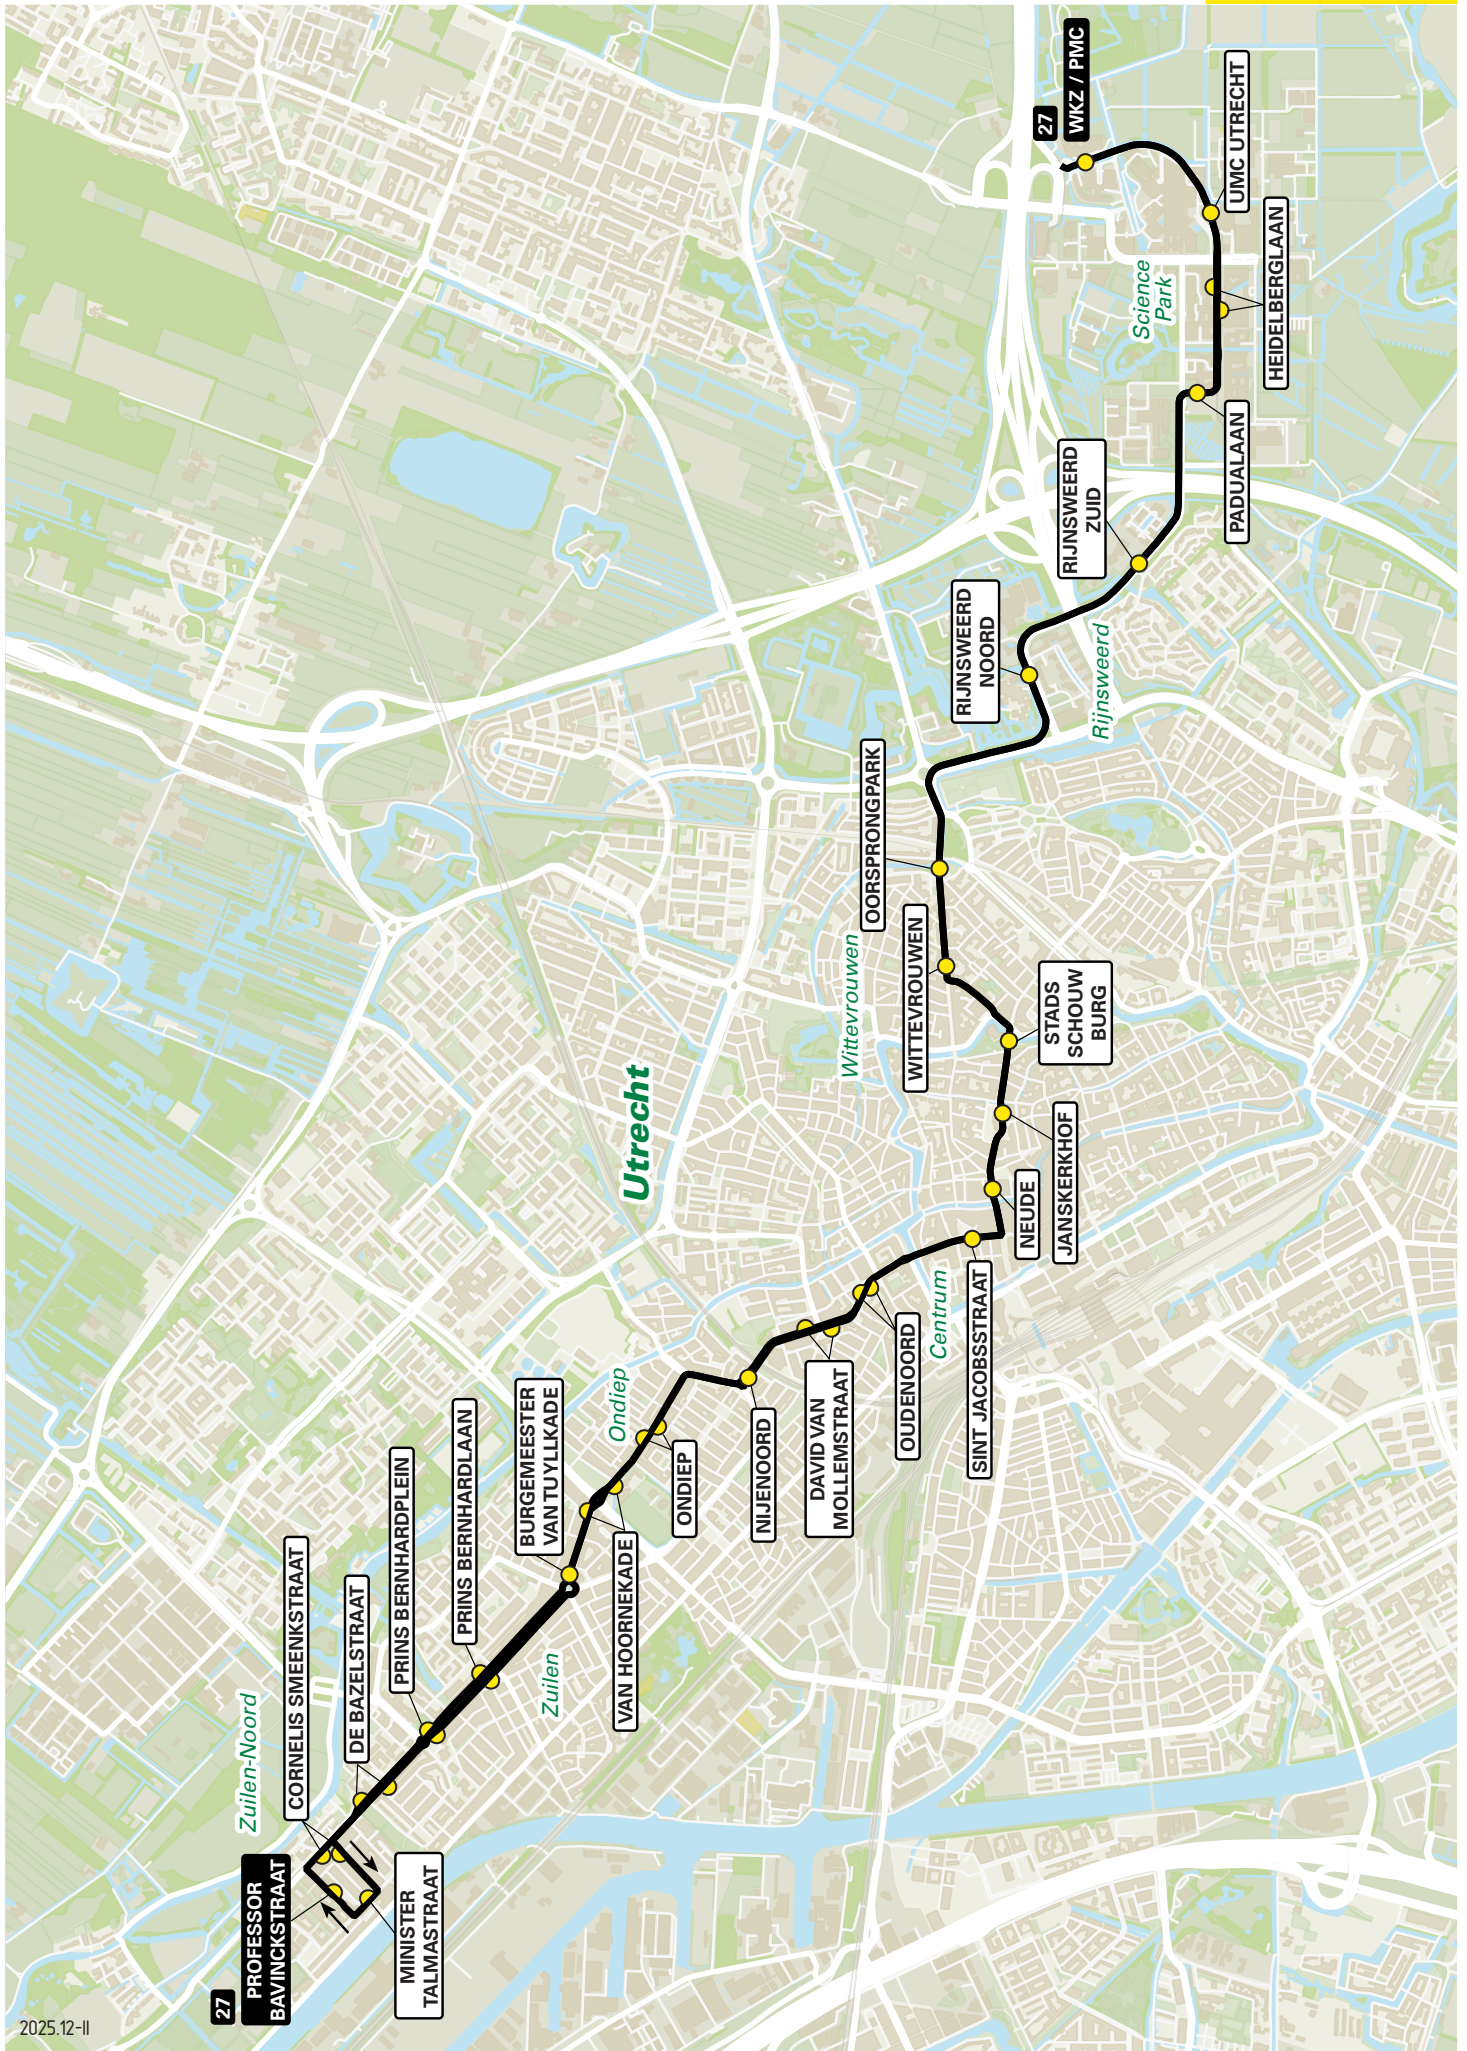 27
PROFESSOR
BAVINCKSTRAAT
MINISTER
TALMASTRAAT
Zuilen-Noord
CORNELIS SMEENKSTRAAT
DE BAZELSTRAAT
PRINS BERNHARDPLEIN
PRINS BERNHARDLAAN
Zuilen
BURGEMEESTER
VAN TUYLLKADE
VAN HOORNEKADE
Ondiep
ONDIEP
NIJENOORD
DAVID VAN
MOLLEMSTRAAT
OUDENOORD
Centrum
SINT JACOBSSTRAAT
Utrecht
NEUDE
JANSKERKHOF
STADS
SCHOUW
BURG
Wittevrouwen
WITTEVROUWEN
OORSPRONGPARK
RIJNSWEERD
NOORD
Rijnsweerd
RIJNSWEERD
ZUID
PADUALAAN
Science
Park
HEIDELBERGLAAN
UMC UTRECHT
27
WKZ / PMC
2025.12-II